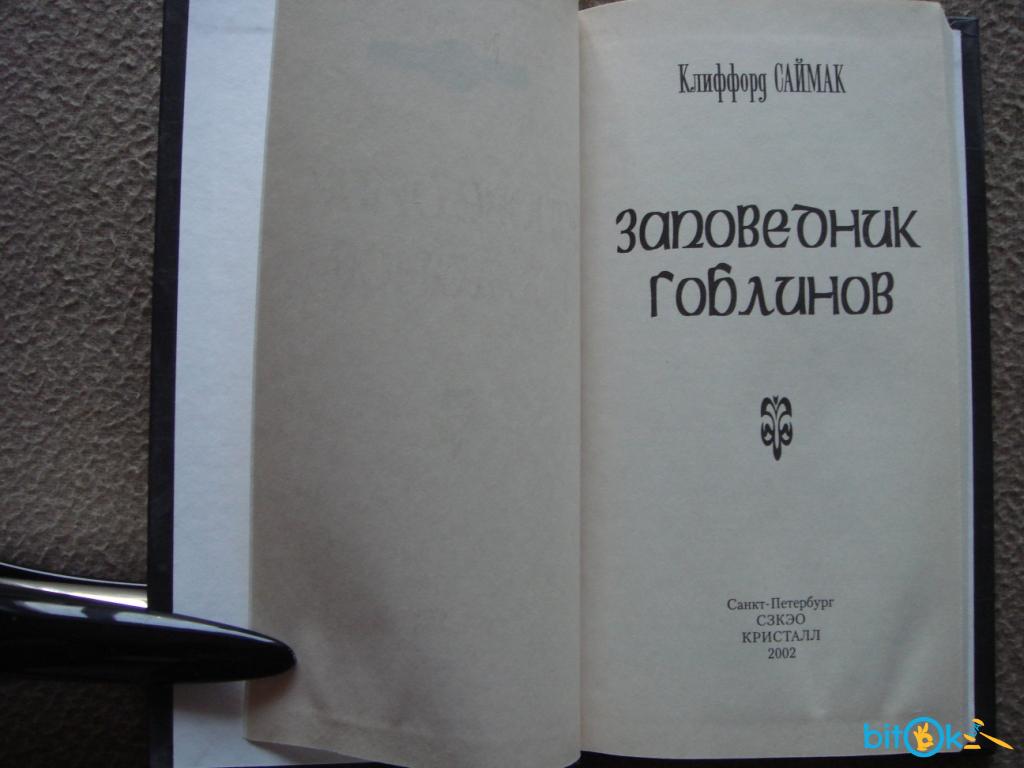 Клиффорд САЙМАК
Заповедник
Гоблинов
Санкт-Петербург
СЗКЭО
КРИСТАЛЛ
2002
bitOk